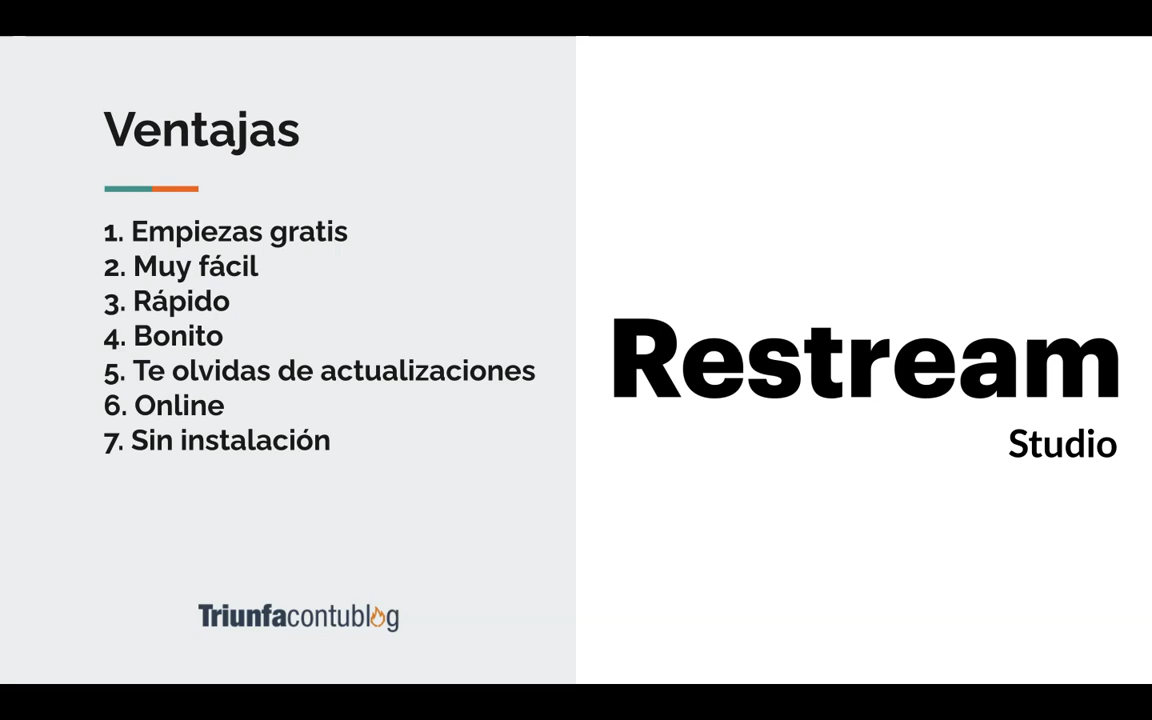 Ventajas
1. Empiezas gratis
2. Muy fácil
3. Rápido
4. Bonito
5. Te olvidas de actualizaciones
6. Online
7. Sin instalación
Triunfacontublog
Restream
Studio